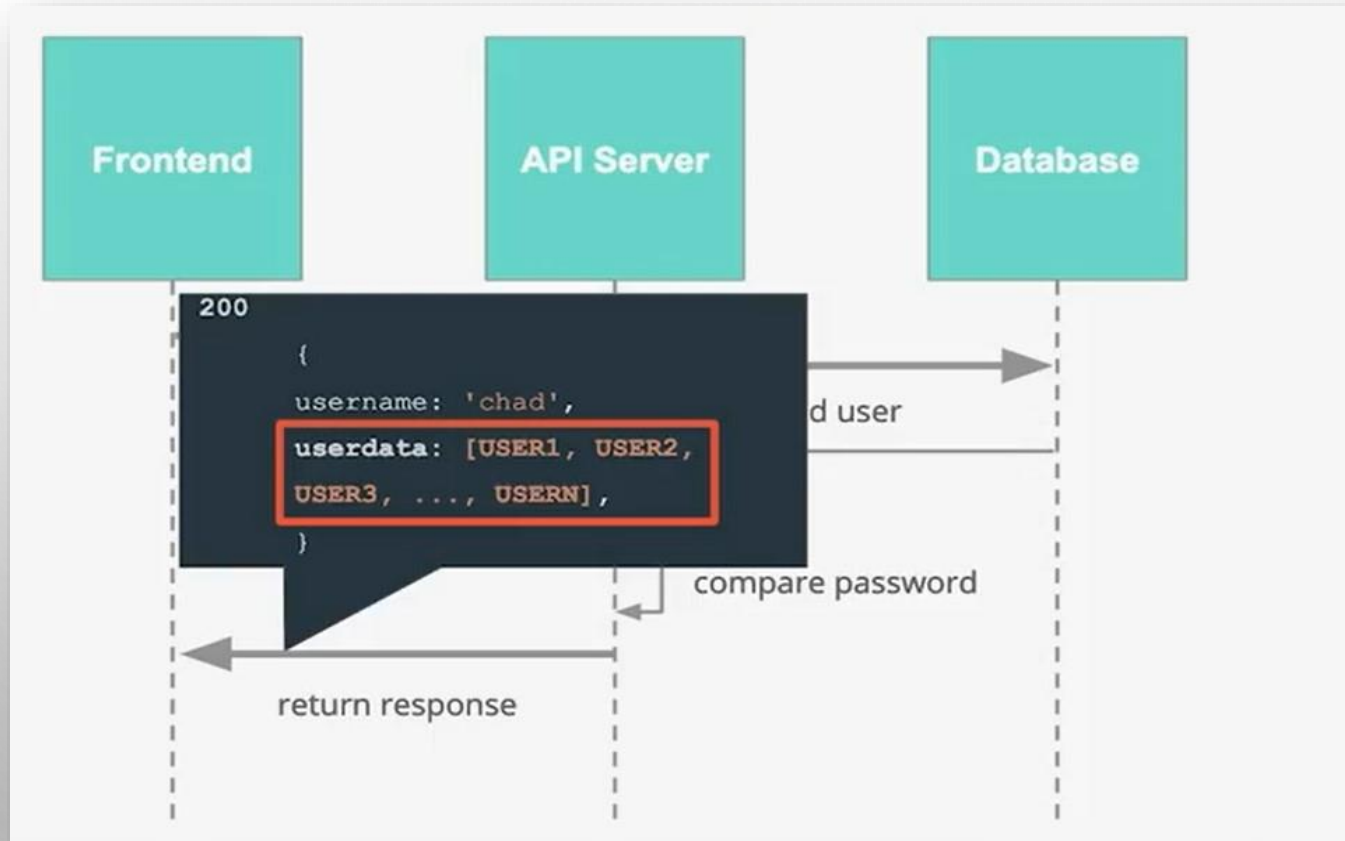 Frontend
API Server
Database
200
{
username: 'chad',
userdata: [USER1, USER2,
USER3, ..., USERN],
}
d user
compare password
return response